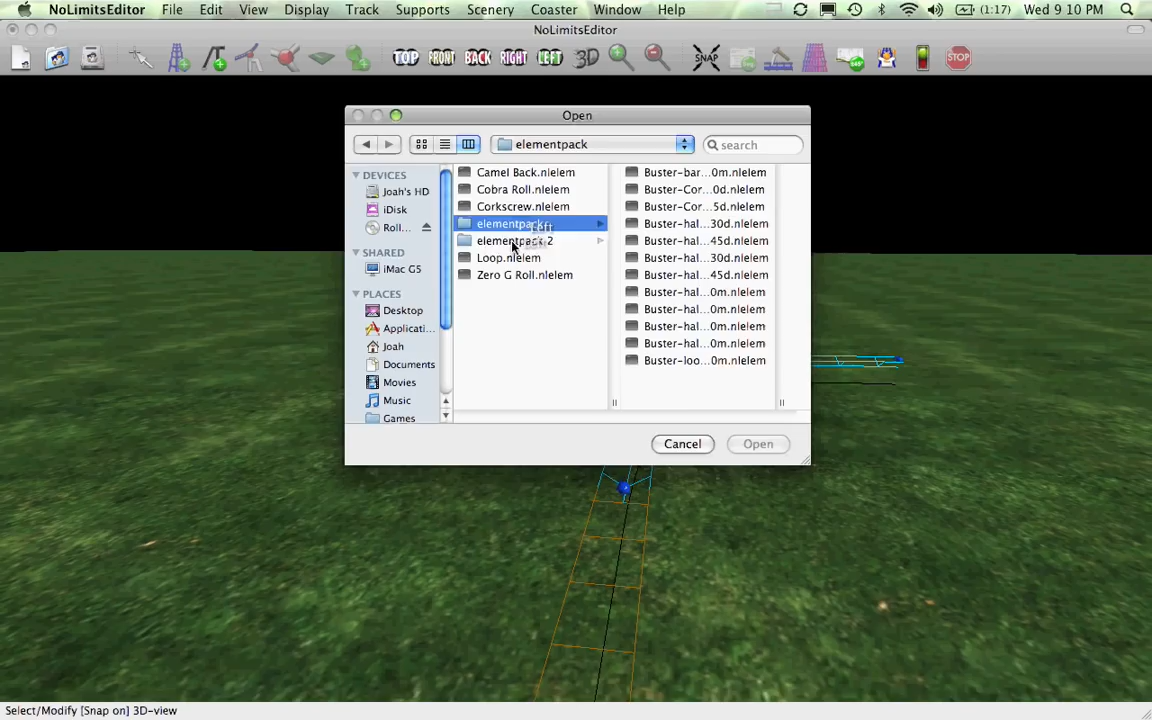 NoLimitsEditor File Edit View Display Track Supports Scenery Coaster Window Help (1:17) Wed 9:10 PM
NoLimitsEditor
TOP FRONT BACK RIGHT LEFT 3D SNAP STOP
Open
elementpack
search
DEVICES
Joah's HD
iDisk
Roll...
SHARED
iMac G5
PLACES
Desktop
Applicati...
Joah
Documents
Movies
Music
Games
Camel Back.nlelem
Cobra Roll.nlelem
Corkscrew.nlelem
elementpack
elementpack 2
Loop.nlelem
Zero G Roll.nlelem
Buster-bar...0m.nlelem
Buster-Cor...0d.nlelem
Buster-Cor...5d.nlelem
Buster-hal...30d.nlelem
Buster-hal...45d.nlelem
Buster-hal...30d.nlelem
Buster-hal...45d.nlelem
Buster-hal...0m.nlelem
Buster-hal...0m.nlelem
Buster-hal...0m.nlelem
Buster-hal...0m.nlelem
Buster-loo...0m.nlelem
Cancel
Open
Select/Modify [Snap on] 3D-view